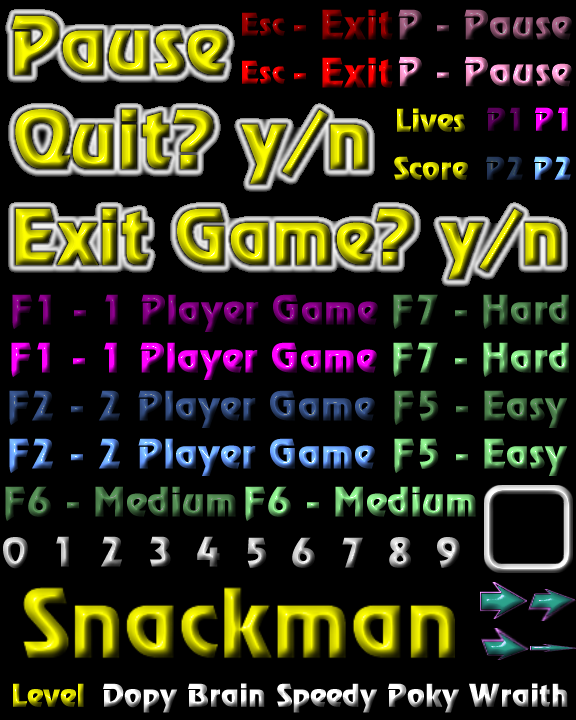 Pause
Esc - Exit P - Pause
Esc - Exit P - Pause
Quit? y/n
Lives P1 P1
Score P2 P2
Exit Game? y/n
F1 - 1 Player Game F7 - Hard
F1 - 1 Player Game F7 - Hard
F2 - 2 Player Game F5 - Easy
F2 - 2 Player Game F5 - Easy
F6 - Medium F6 - Medium
0 1 2 3 4 5 6 7 8 9
Snackman
Level Dopy Brain Speedy Poky Wraith